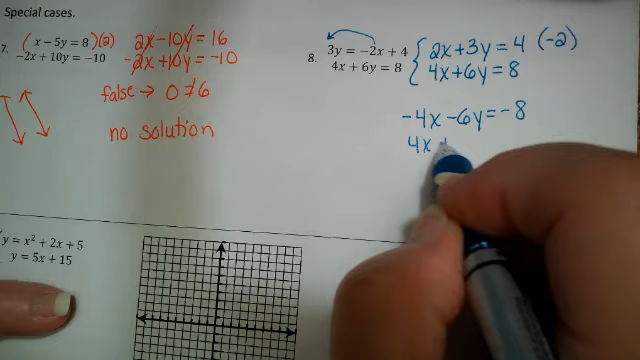 Special cases.
7. (x − 5y = 8)(2)
−2x + 10y = −10
2x − 10y = 16
−2x + 10y = −10
false → 0 ≠ 6
no solution
8. 3y = −2x + 4
4x + 6y = 8
2x + 3y = 4 (−2)
4x + 6y = 8
−4x − 6y = −8
4x
y = x² + 2x + 5
y = 5x + 15